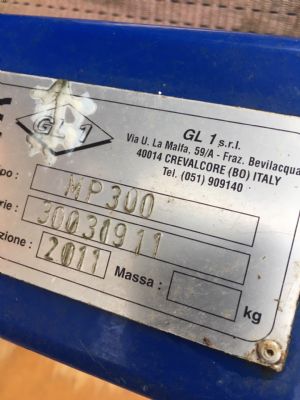 CE
GL 1
GL 1 s.r.l.
Via U. La Malfa, 59/A - Fraz. Bevilacqua
40014 CREVALCORE (BO) ITALY
Tel. (051) 909140
po: MP300
rie: 30030911
zione: 2011 Massa: kg